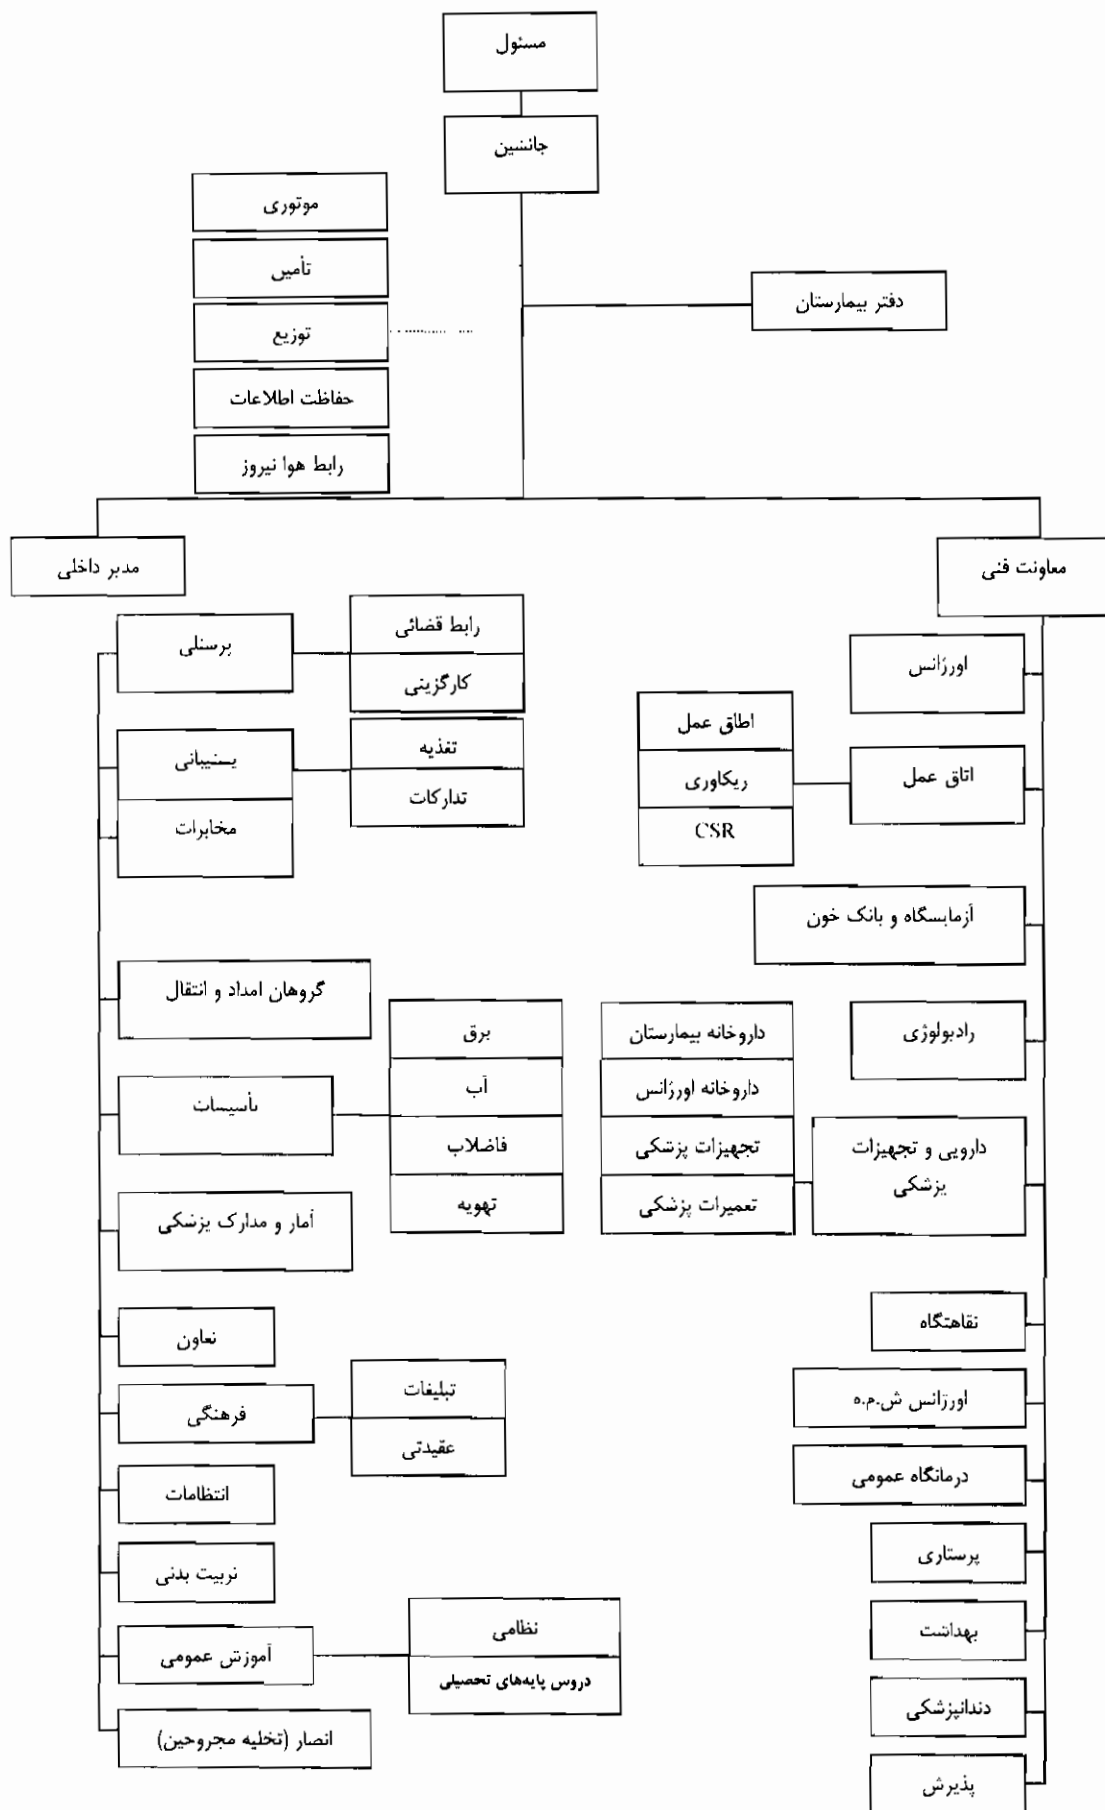 مسئول
جانشین
موتوری
تأمین
توزیع
حفاظت اطلاعات
رابط هوا نیروز
دفتر بیمارستان
معاونت فنی
مدیر داخلی
اورژانس
اتاق عمل
اطاق عمل
ریکاوری
CSR
آزمایشگاه و بانک خون
رادیولوژی
دارویی و تجهیزات
پزشکی
داروخانه بیمارستان
داروخانه اورژانس
تجهیزات پزشکی
تعمیرات پزشکی
نقاهتگاه
اورژانس ش.م.ه
درمانگاه عمومی
پرستاری
بهداشت
دندانپزشکی
پذیرش
پرسنلی
رابط قضائی
کارگزینی
پشتیبانی
تغذیه
تدارکات
مخابرات
گروهان امداد و انتقال
تأسیسات
برق
آب
فاضلاب
تهویه
آمار و مدارک پزشکی
تعاون
فرهنگی
تبلیغات
عقیدتی
انتظامات
تربیت بدنی
آموزش عمومی
نظامی
دروس پایه‌های تحصیلی
انصار (تخلیه مجروحین)